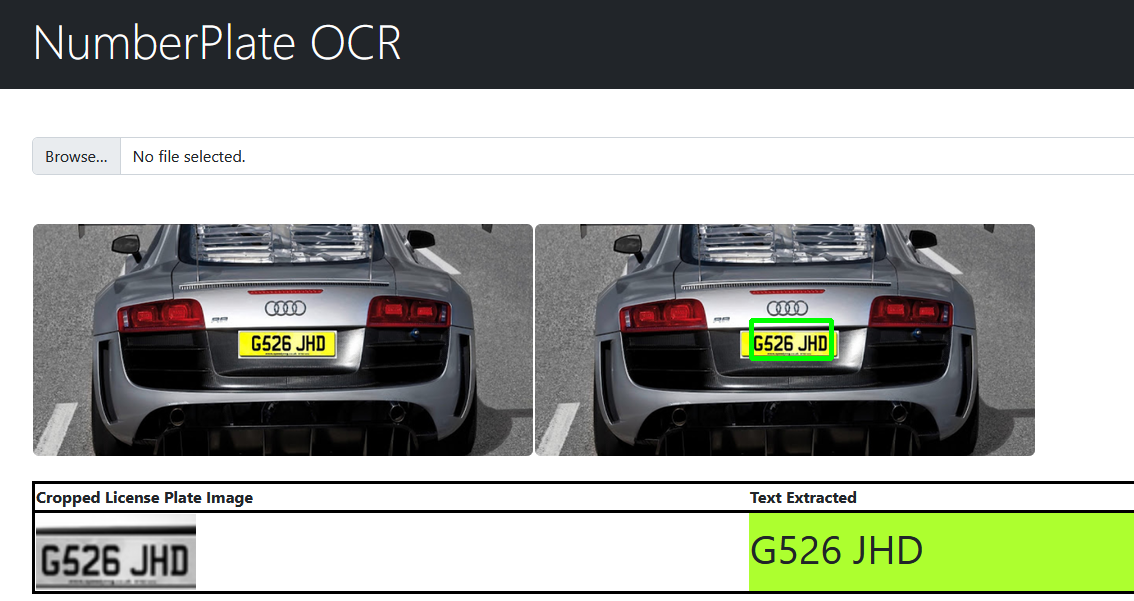 NumberPlate OCR
Browse... No file selected.
G526 JHD
G526 JHD
Cropped License Plate Image Text Extracted
G526 JHD G526 JHD